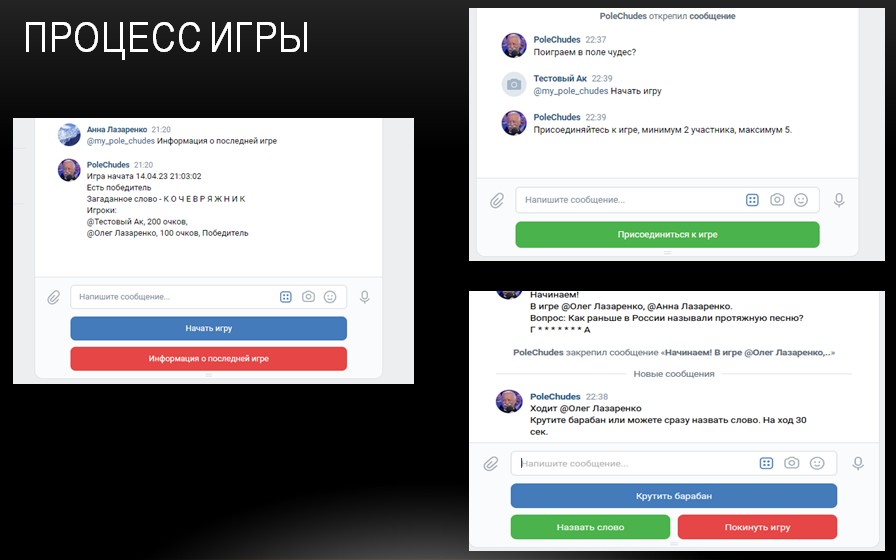 ПРОЦЕСС ИГРЫ
Анна Лазаренко 21:20
@my_pole_chudes Информация о последней игре
PoleChudes 21:20
Игра начата 14.04.23 21:03:02
Есть победитель
Загаданное слово - К О Ч Е В Р Я Ж Н И К
Игроки:
@Тестовый Ак, 200 очков,
@Олег Лазаренко, 100 очков, Победитель
Напишите сообщение...
Начать игру
Информация о последней игре
PoleChudes открепил сообщение
PoleChudes 22:37
Поиграем в поле чудес?
Тестовый Ак 22:39
@my_pole_chudes Начать игру
PoleChudes 22:39
Присоединяйтесь к игре, минимум 2 участника, максимум 5.
Напишите сообщение...
Присоединиться к игре
Начинаем!
В игре @Олег Лазаренко, @Анна Лазаренко.
Вопрос: Как раньше в России называли протяжную песню?
Г * * * * * * * А
PoleChudes закрепил сообщение «Начинаем! В игре @Олег Лазаренко,..»
Новые сообщения
PoleChudes 22:38
Ходит @Олег Лазаренко
Крутите барабан или можете сразу назвать слово. На ход 30
сек.
Напишите сообщение...
Крутить барабан
Назвать слово Покинуть игру